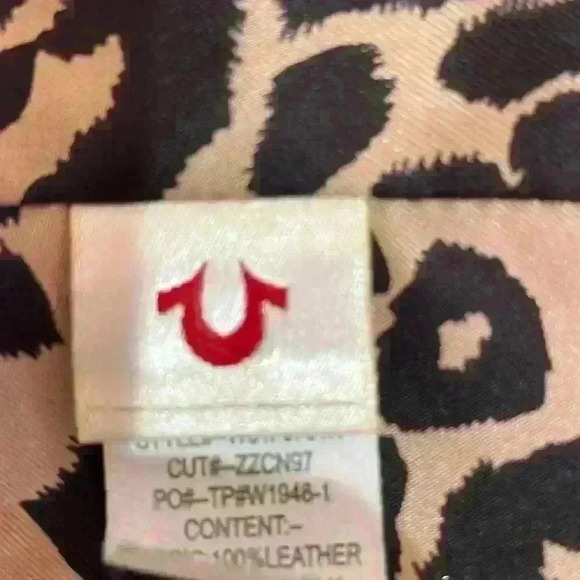 CUT#-ZZCN97
PO#-TP#W1948-1
CONTENT:-
100%LEATHER